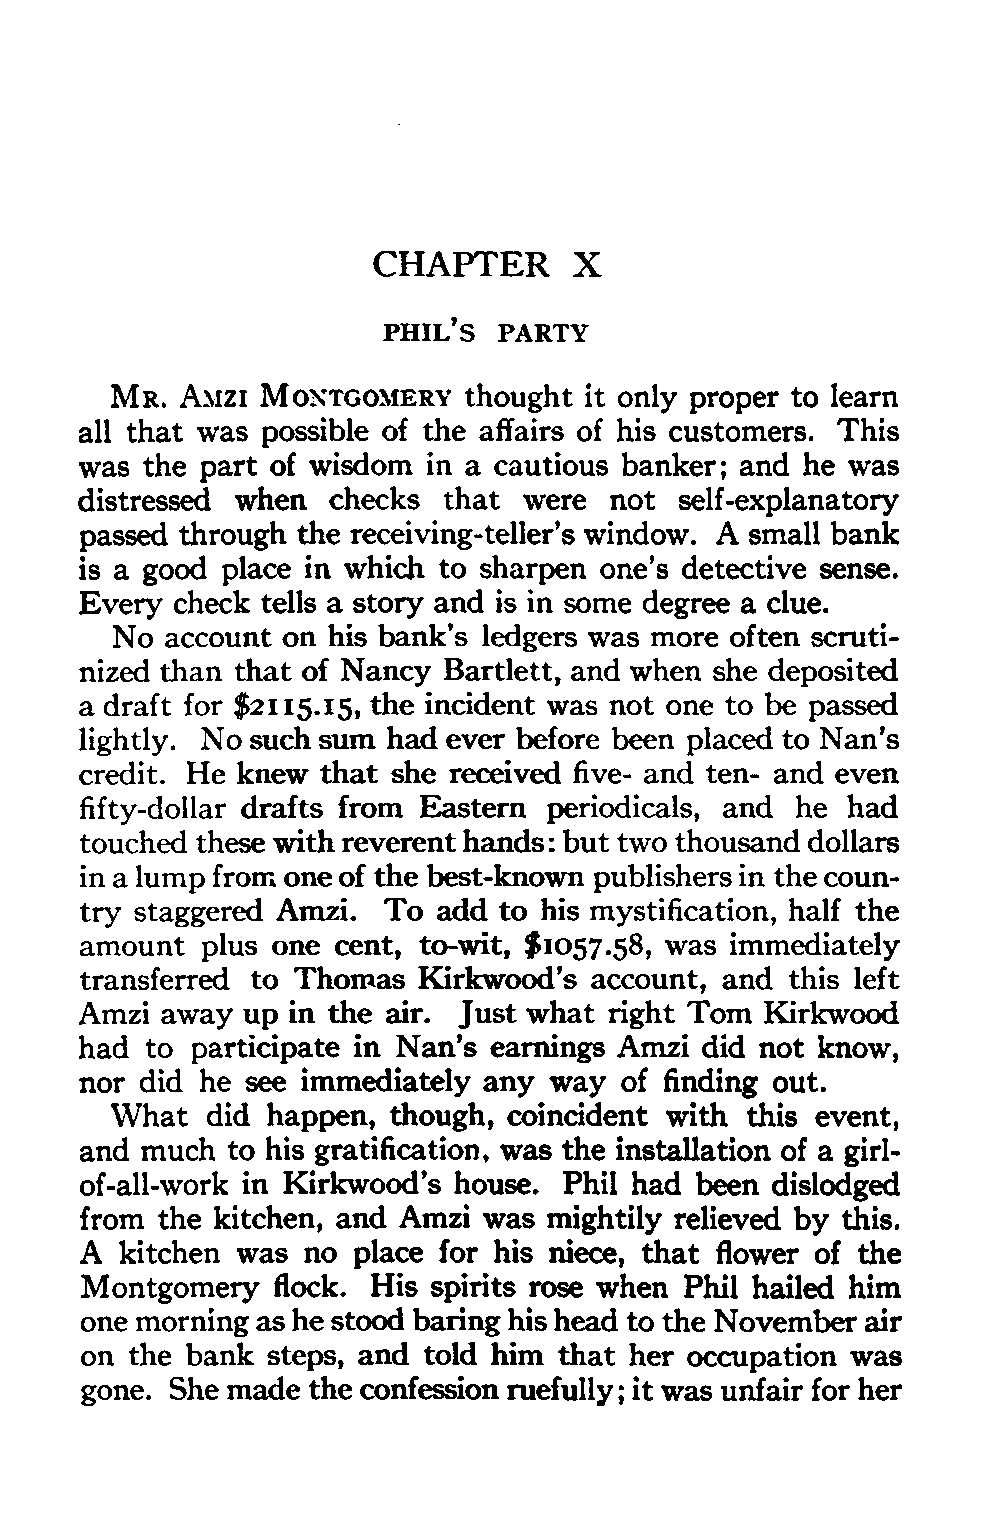 CHAPTER X
PHIL'S PARTY
MR. AMZI MONTGOMERY thought it only proper to learn
all that was possible of the affairs of his customers. This
was the part of wisdom in a cautious banker; and he was
distressed when checks that were not self-explanatory
passed through the receiving-teller's window. A small bank
is a good place in which to sharpen one's detective sense.
Every check tells a story and is in some degree a clue.
No account on his bank's ledgers was more often scruti-
nized than that of Nancy Bartlett, and when she deposited
a draft for $2115.15, the incident was not one to be passed
lightly. No such sum had ever before been placed to Nan's
credit. He knew that she received five- and ten- and even
fifty-dollar drafts from Eastern periodicals, and he had
touched these with reverent hands: but two thousand dollars
in a lump from one of the best-known publishers in the coun-
try staggered Amzi. To add to his mystification, half the
amount plus one cent, to-wit, $1057.58, was immediately
transferred to Thomas Kirkwood's account, and this left
Amzi away up in the air. Just what right Tom Kirkwood
had to participate in Nan's earnings Amzi did not know,
nor did he see immediately any way of finding out.
What did happen, though, coincident with this event,
and much to his gratification, was the installation of a girl-
of-all-work in Kirkwood's house. Phil had been dislodged
from the kitchen, and Amzi was mightily relieved by this.
A kitchen was no place for his niece, that flower of the
Montgomery flock. His spirits rose when Phil hailed him
one morning as he stood baring his head to the November air
on the bank steps, and told him that her occupation was
gone. She made the confession ruefully; it was unfair for her